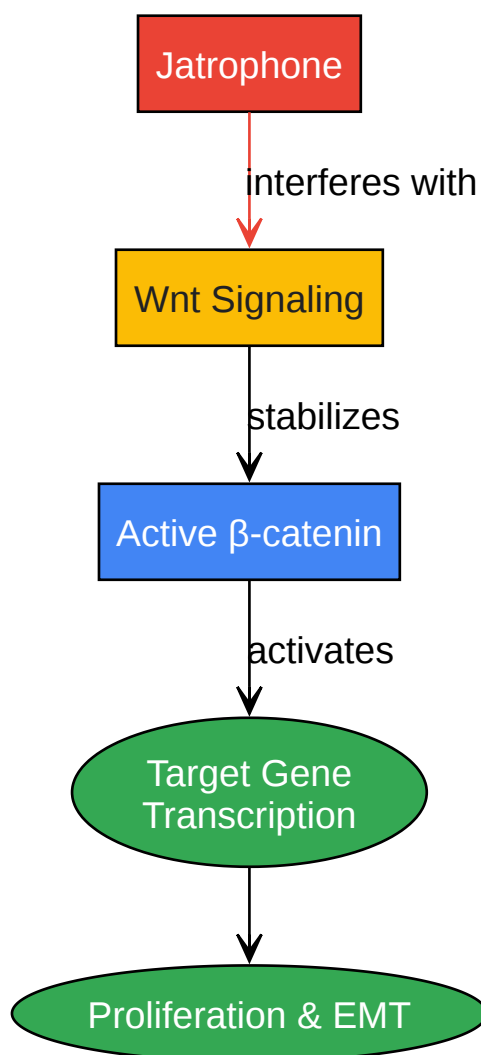 Jatrophone
interferes with
Wnt Signaling
stabilizes
Active β-catenin
activates
Target Gene
Transcription
Proliferation & EMT